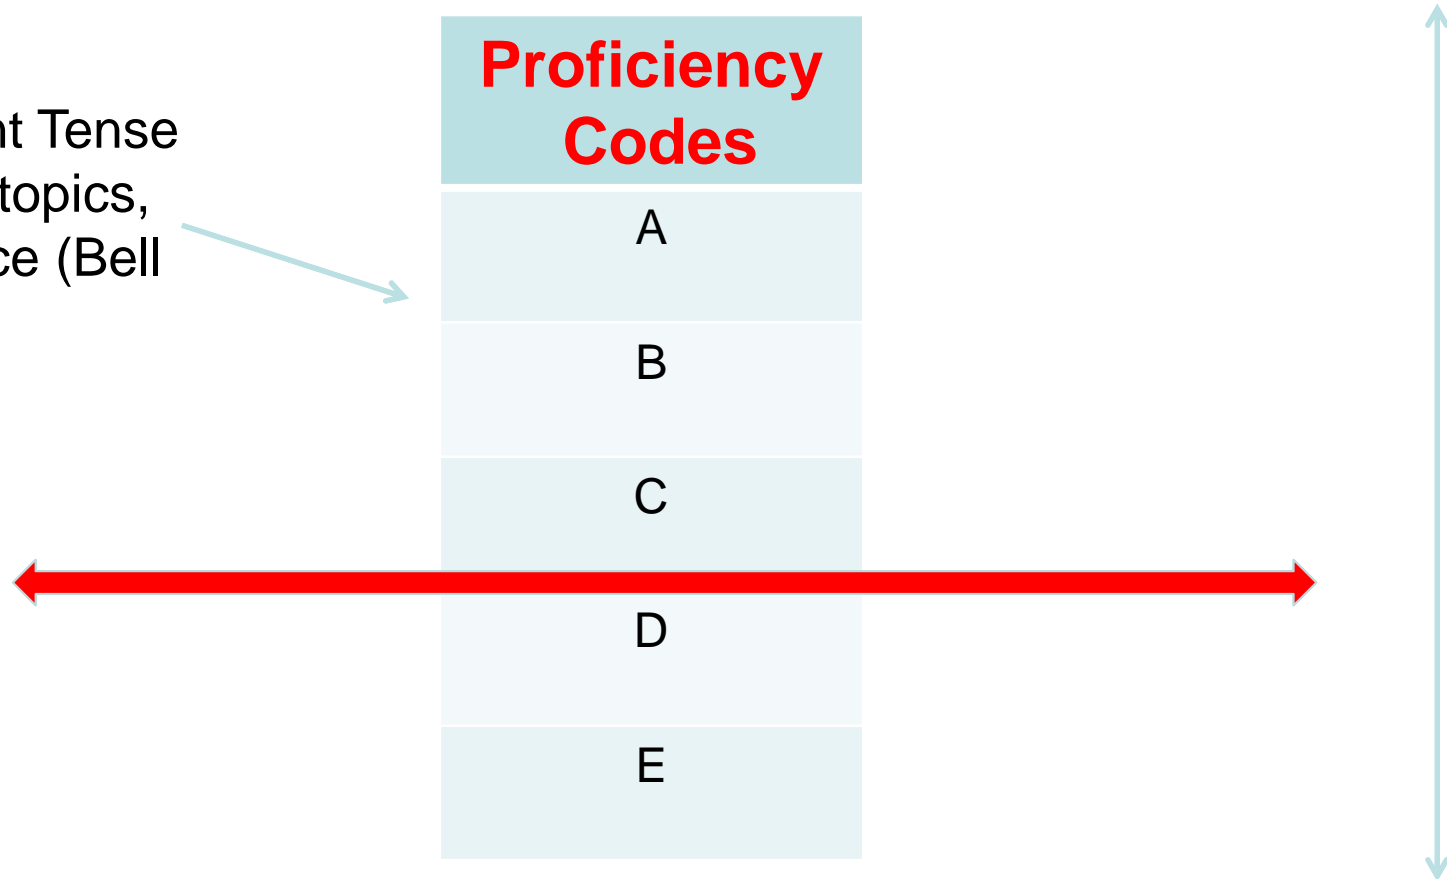 Proficiency
Codes
nt Tense
topics,
ce (Bell
A
B
C
D
E